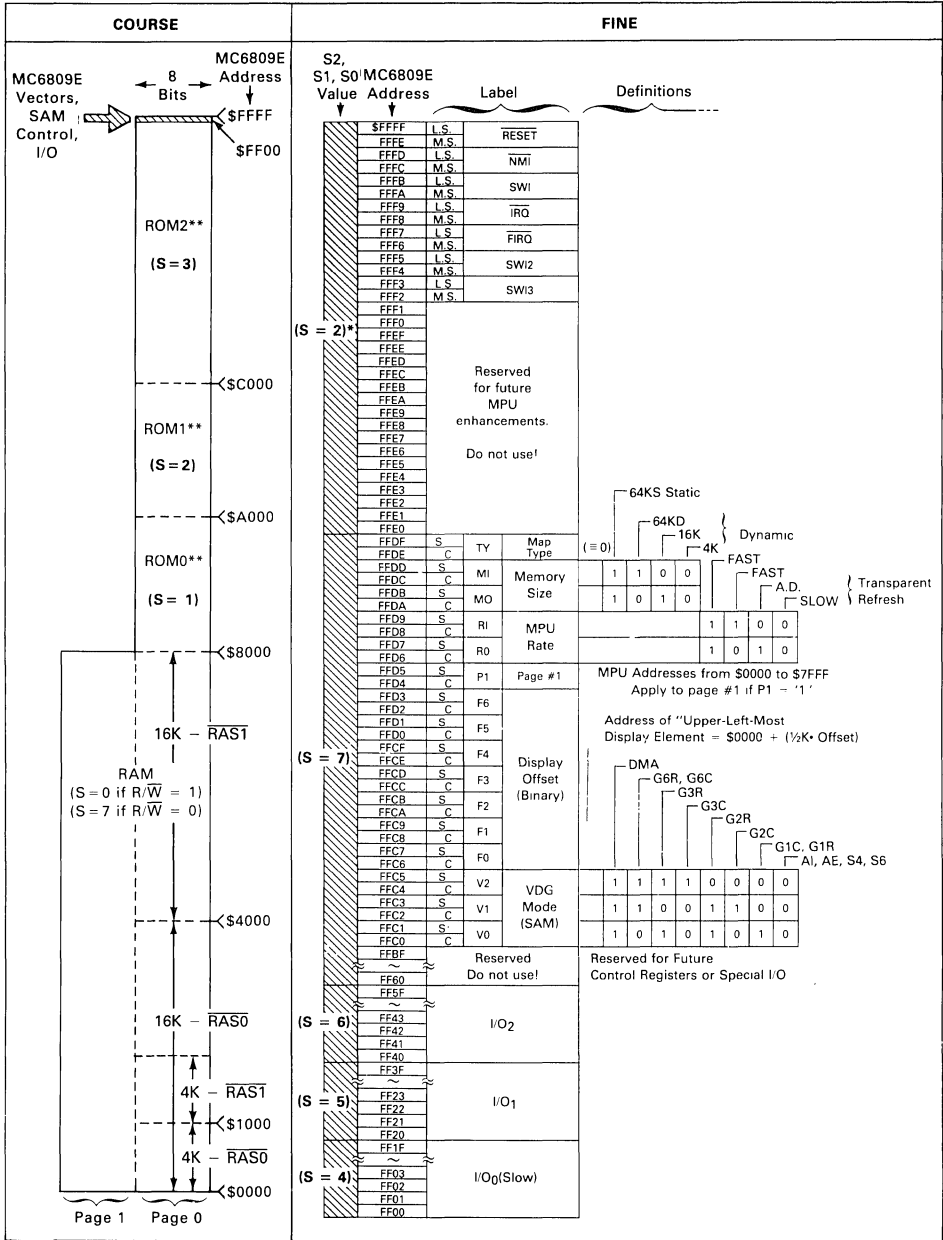 COURSE
FINE
MC6809E
Vectors,
SAM
Control,
I/O
8
Bits
MC6809E
Address
$FFFF
$FF00
ROM2**
(S=3)
$C000
ROM1**
(S=2)
$A000
ROM0**
(S= 1)
$8000
16K – RAS1
RAM
(S=0 if R/W = 1)
(S=7 if R/W = 0)
$4000
16K – RAS0
4K – RAS1
$1000
4K – RAS0
$0000
Page 1 Page 0
S2,
S1, S0 MC6809E
Value Address Label Definitions
$FFFF L.S. RESET
FFFE M.S.
FFFD L.S. NMI
FFFC M.S.
FFFB L.S. SWI
FFFA M.S.
FFF9 L.S. IRQ
FFF8 M.S.
FFF7 L S FIRQ
FFF6 M.S.
FFF5 L.S. SWI2
FFF4 M.S.
FFF3 L S SWI3
FFF2 M S.
(S = 2)*
FFF1
FFF0
FFEF
FFEE
FFED
FFEC
FFEB
FFEA
FFE9
FFE8
FFE7
FFE6
FFE5
FFE4
FFE3
FFE2
FFE1
FFE0
Reserved
for future
MPU
enhancements.
Do not use!
64KS Static
64KD
16K
4K
Dynamic
FFDF S TY Map
FFDE C Type (≡0)
FFDD S MI Memory 1 1 0 0
FFDC C Size
FFDB S MO 1 0 1 0
FFDA C
FAST
FAST
A.D.
SLOW
Transparent
Refresh
FFD9 S RI MPU 1 1 0 0
FFD8 C Rate
FFD7 S R0 1 0 1 0
FFD6 C
FFD5 S P1 Page #1
FFD4 C
MPU Addresses from $0000 to $7FFF
Apply to page #1 if P1 = '1'
(S = 7)
FFD3 S F6
FFD2 C
FFD1 S F5
FFD0 C
FFCF S F4
FFCE C
FFCD S F3
FFCC C
FFCB S F2
FFCA C
FFC9 S F1
FFC8 C
FFC7 S F0
FFC6 C
Display
Offset
(Binary)
Address of "Upper-Left-Most
Display Element = $0000 + (½K• Offset)
DMA
G6R, G6C
G3R
G3C
G2R
G2C
G1C, G1R
AI, AE, S4, S6
FFC5 S V2 1 1 1 1 0 0 0 0
FFC4 C VDG
FFC3 S V1 Mode 1 1 0 0 1 1 0 0
FFC2 C (SAM)
FFC1 S V0 1 0 1 0 1 0 1 0
FFC0 C
FFBF Reserved
~ Do not use!
FF60
Reserved for Future
Control Registers or Special I/O
FF5F
~
(S = 6) FF43 I/O2
FF42
FF41
FF40
FF3F
~
(S = 5) FF23 I/O1
FF22
FF21
FF20
FF1F
~
(S = 4) FF03 I/O0(Slow)
FF02
FF01
FF00